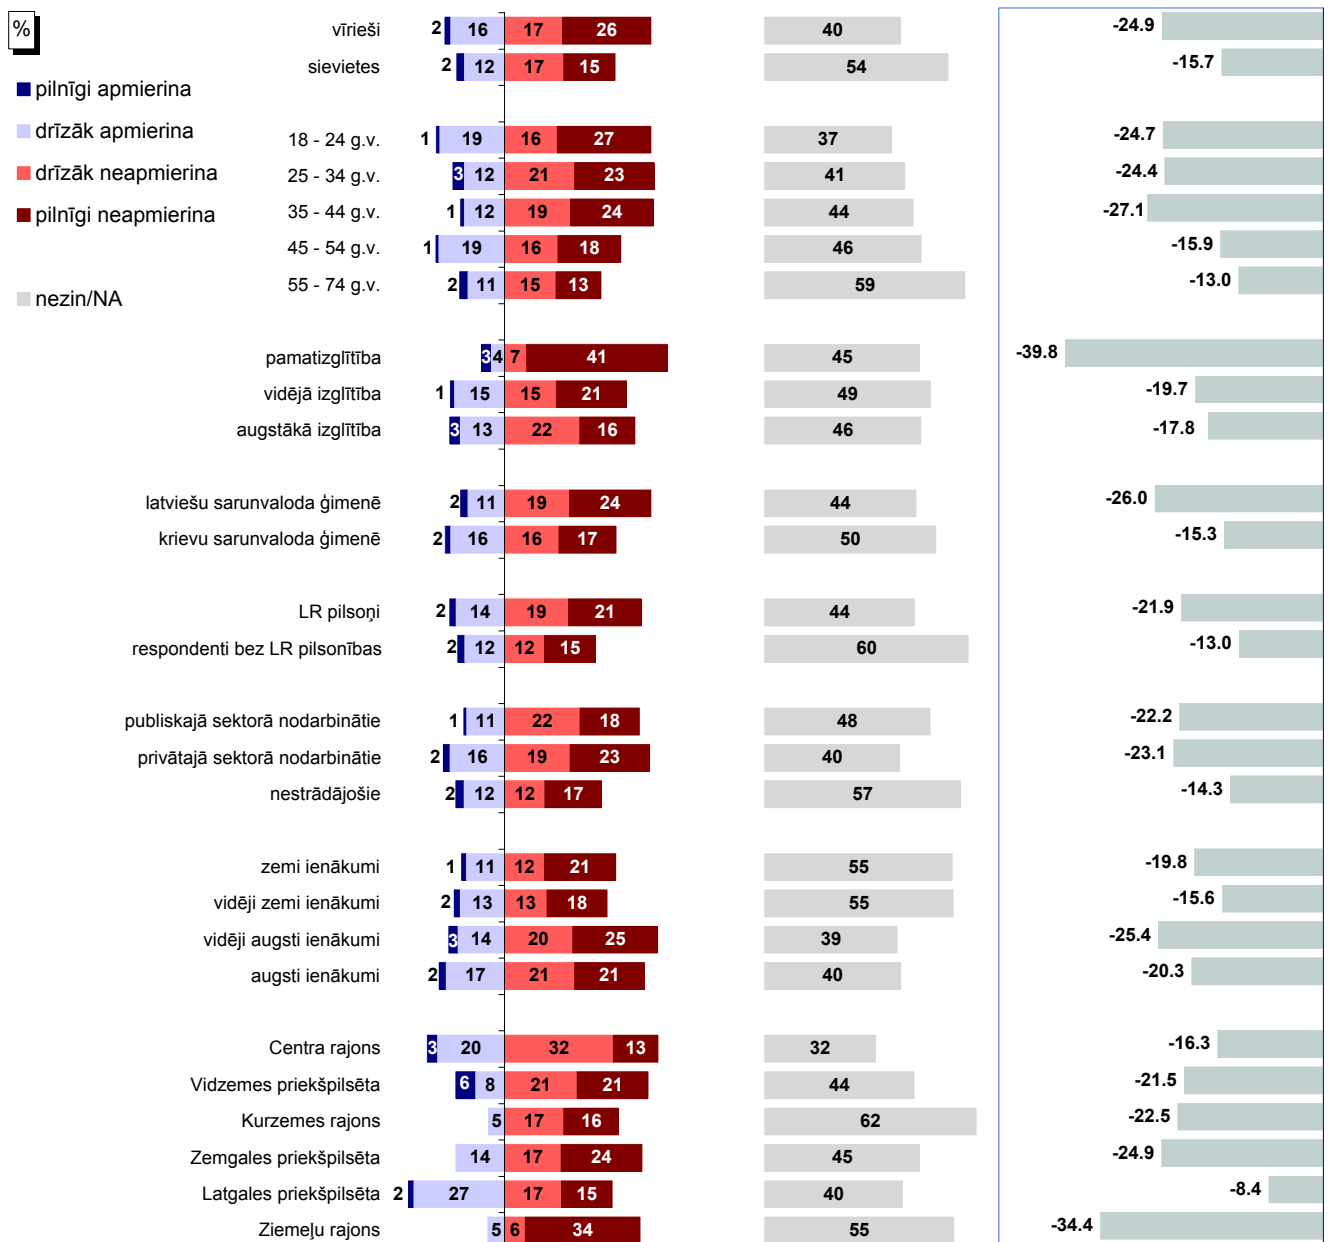 %
pilnīgi apmierina
drīzāk apmierina
drīzāk neapmierina
pilnīgi neapmierina
nezin/NA
vīrieši 2 16 17 26 40 -24.9
sievietes 2 12 17 15 54 -15.7
18 - 24 g.v. 1 19 16 27 37 -24.7
25 - 34 g.v. 3 12 21 23 41 -24.4
35 - 44 g.v. 1 12 19 24 44 -27.1
45 - 54 g.v. 1 19 16 18 46 -15.9
55 - 74 g.v. 2 11 15 13 59 -13.0
pamatizglītība 3 4 7 41 45 -39.8
vidējā izglītība 1 15 15 21 49 -19.7
augstākā izglītība 3 13 22 16 46 -17.8
latviešu sarunvaloda ģimenē 2 11 19 24 44 -26.0
krievu sarunvaloda ģimenē 2 16 16 17 50 -15.3
LR pilsoņi 2 14 19 21 44 -21.9
respondenti bez LR pilsonības 2 12 12 15 60 -13.0
publiskajā sektorā nodarbinātie 1 11 22 18 48 -22.2
privātajā sektorā nodarbinātie 2 16 19 23 40 -23.1
nestrādājošie 2 12 12 17 57 -14.3
zemi ienākumi 1 11 12 21 55 -19.8
vidēji zemi ienākumi 2 13 13 18 55 -15.6
vidēji augsti ienākumi 3 14 20 25 39 -25.4
augsti ienākumi 2 17 21 21 40 -20.3
Centra rajons 3 20 32 13 32 -16.3
Vidzemes priekšpilsēta 6 8 21 21 44 -21.5
Kurzemes rajons 5 17 16 62 -22.5
Zemgales priekšpilsēta 14 17 24 45 -24.9
Latgales priekšpilsēta 2 27 17 15 40 -8.4
Ziemeļu rajons 5 6 34 55 -34.4